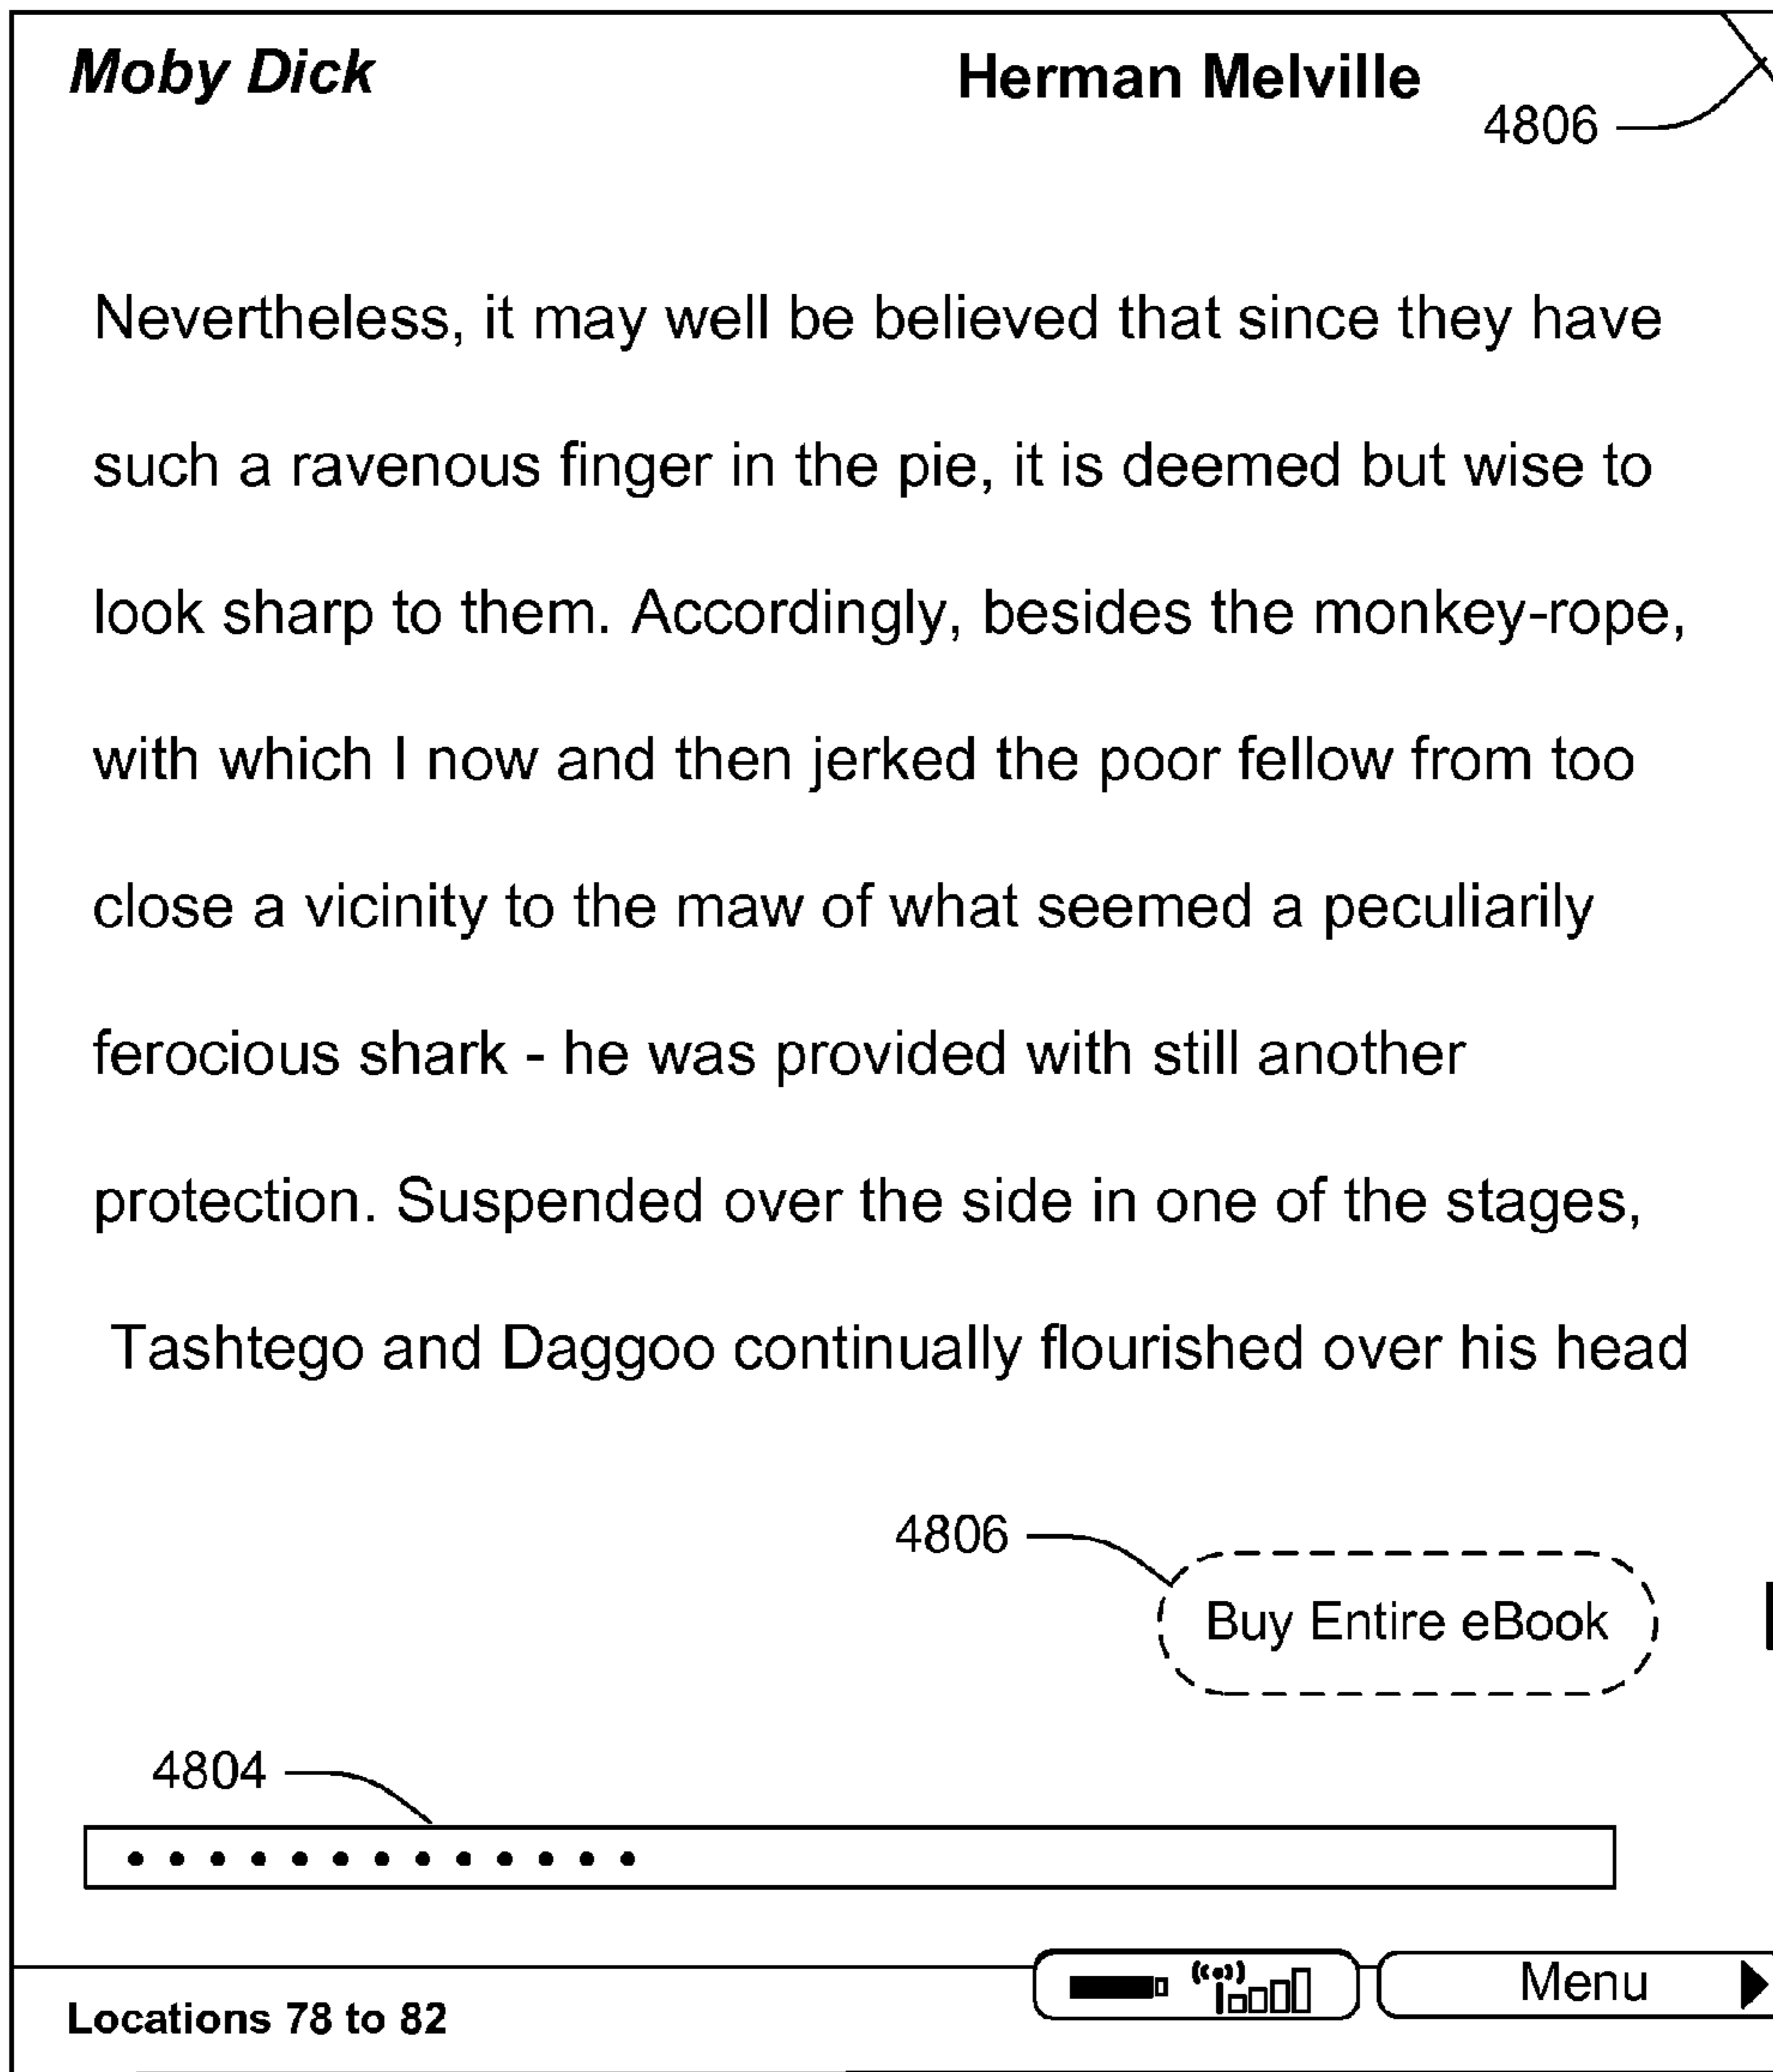 Moby Dick Herman Melville
4806
Nevertheless, it may well be believed that since they have
such a ravenous finger in the pie, it is deemed but wise to
look sharp to them. Accordingly, besides the monkey-rope,
with which I now and then jerked the poor fellow from too
close a vicinity to the maw of what seemed a peculiarily
ferocious shark - he was provided with still another
protection. Suspended over the side in one of the stages,
Tashtego and Daggoo continually flourished over his head
4806
Buy Entire eBook
4804
Menu
Locations 78 to 82